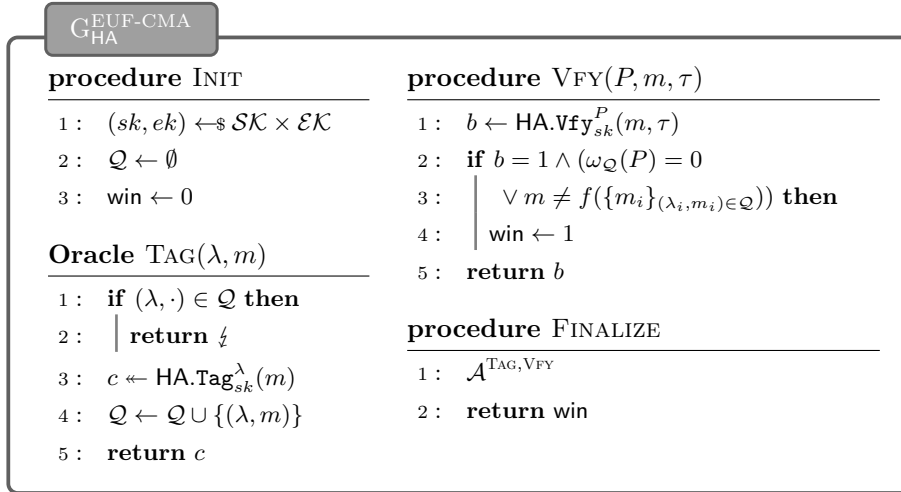 G_HA^EUF-CMA
procedure INIT
1 : (sk, ek) ←$ SK × EK
2 : Q ← ∅
3 : win ← 0
Oracle TAG(λ, m)
1 : if (λ, ·) ∈ Q then
2 : return ↯
3 : c ↞ HA.Tag_sk^λ(m)
4 : Q ← Q ∪ {(λ, m)}
5 : return c
procedure VFY(P, m, τ)
1 : b ← HA.Vfy_sk^P(m, τ)
2 : if b = 1 ∧ (ω_Q(P) = 0
3 : ∨ m ≠ f({m_i}_(λ_i,m_i)∈Q)) then
4 : win ← 1
5 : return b
procedure FINALIZE
1 : A^TAG,VFY
2 : return win